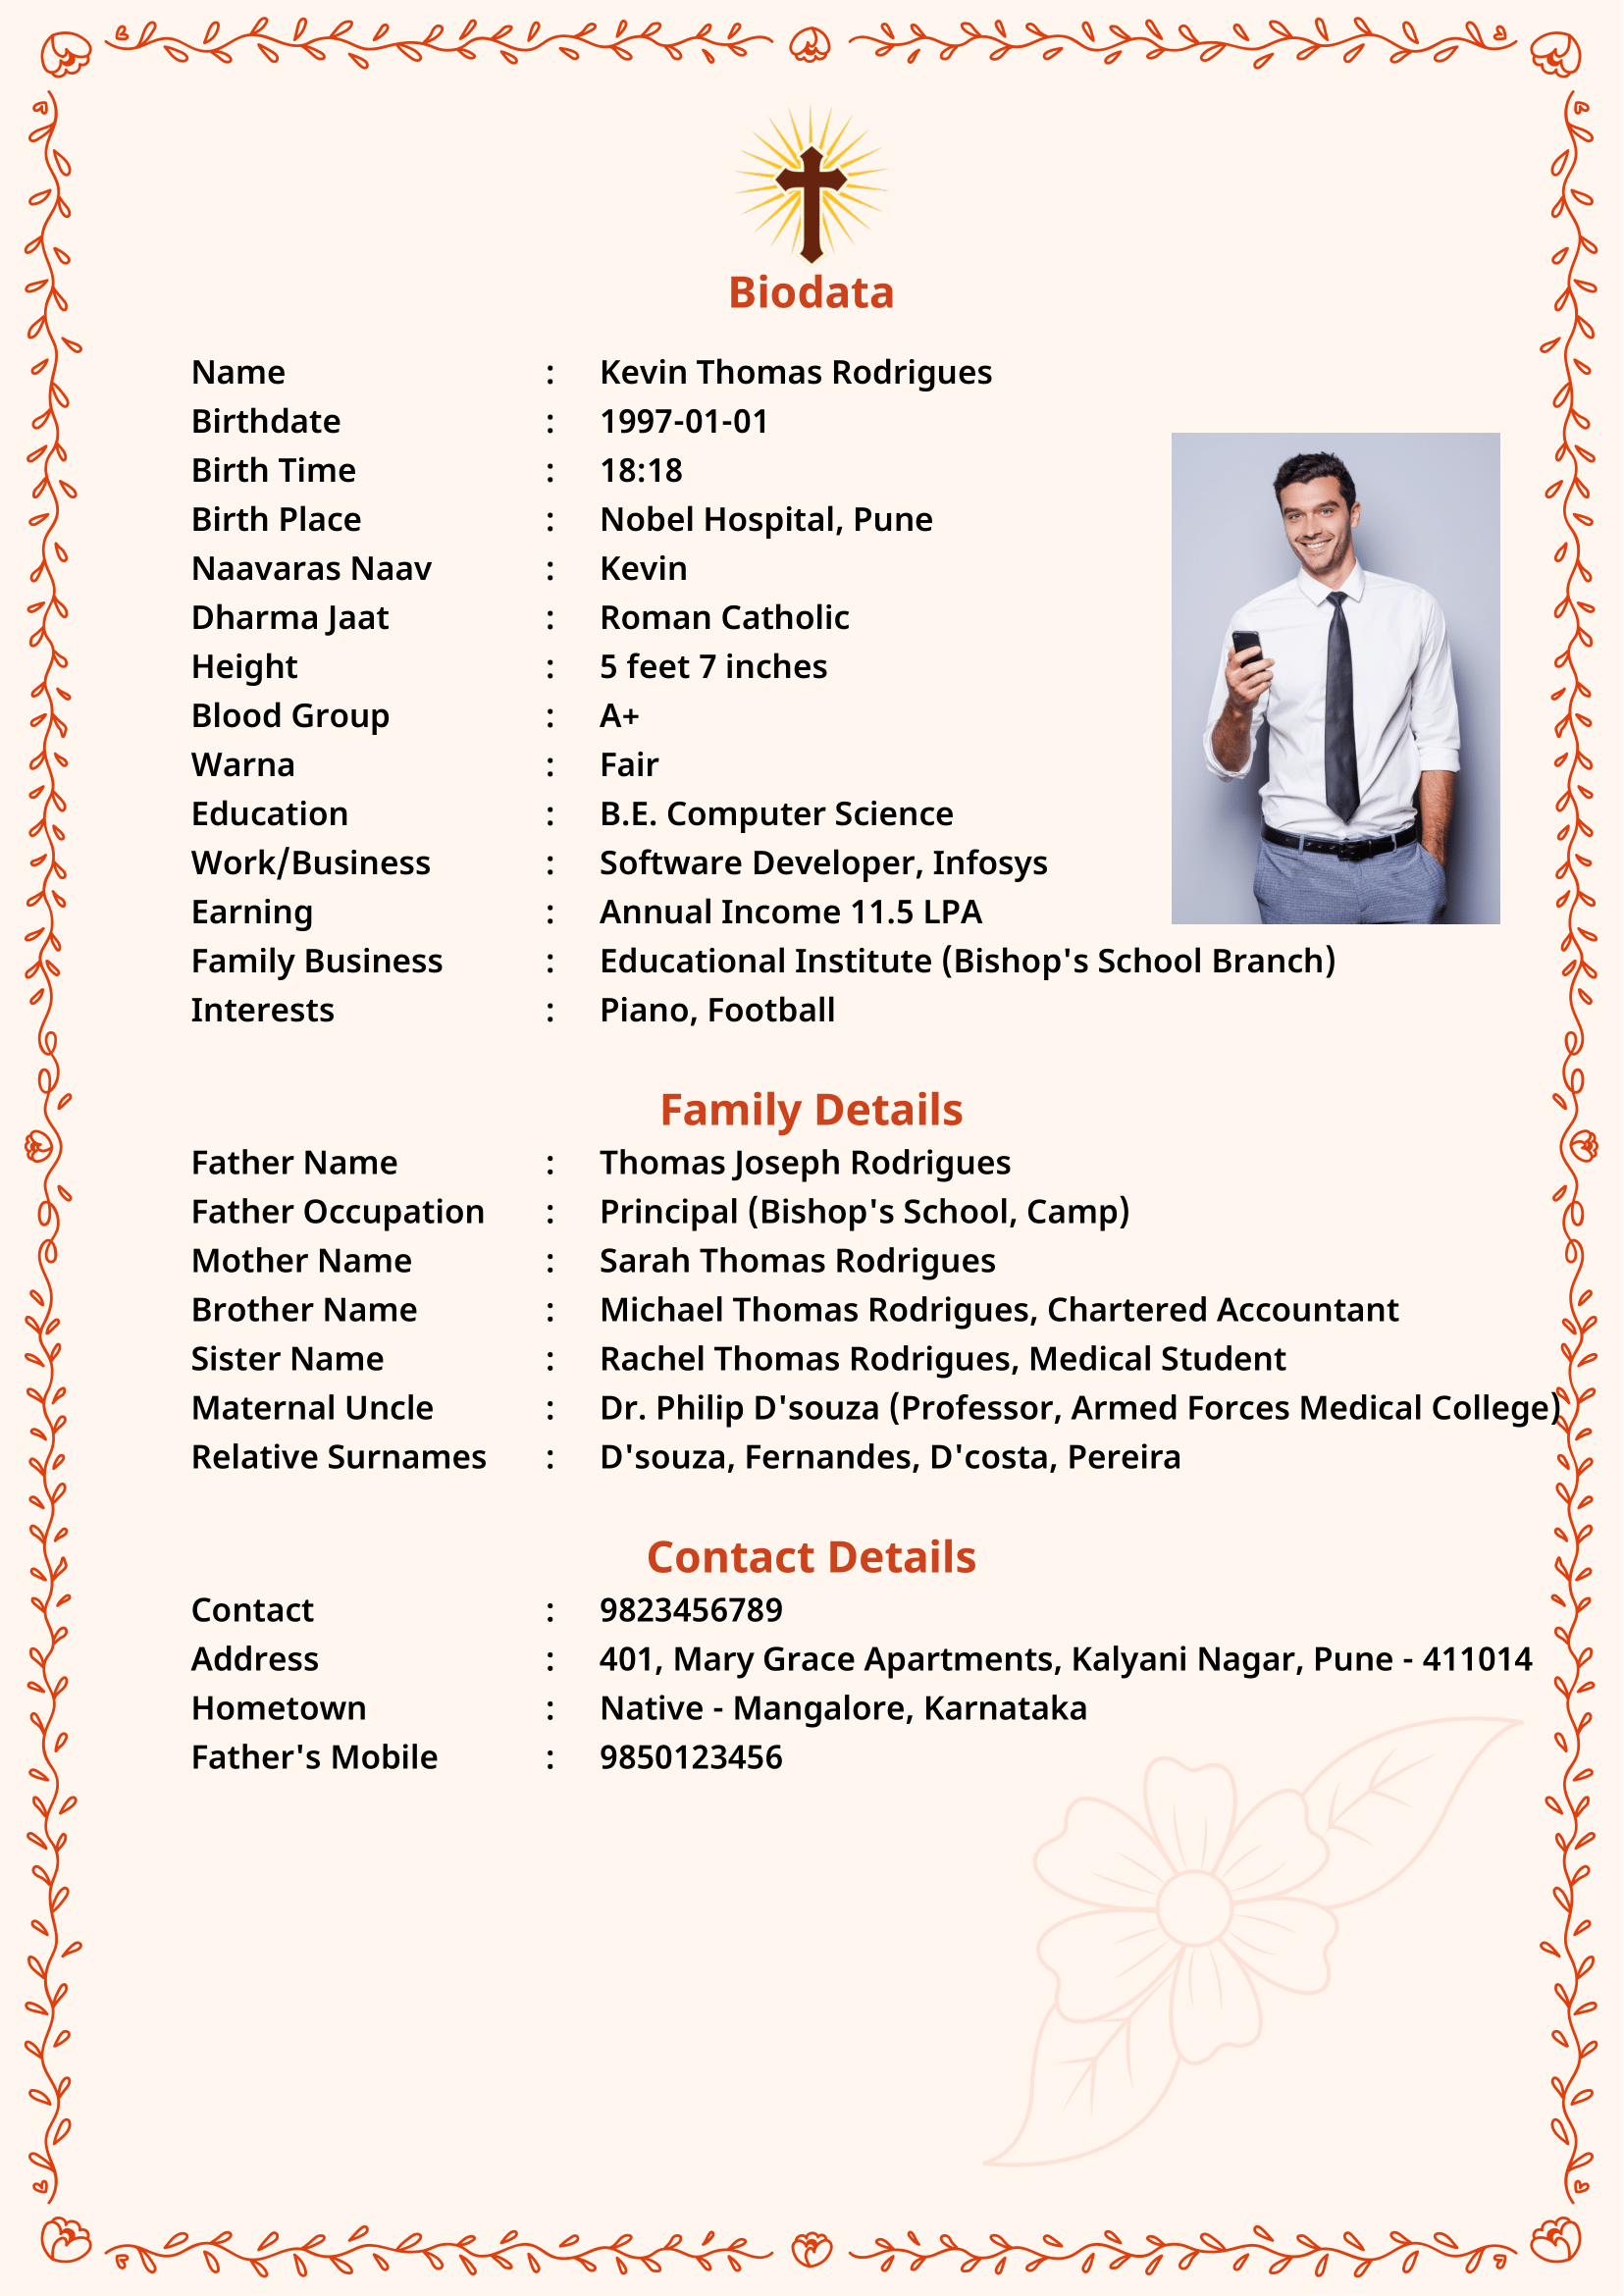 Biodata
Name : Kevin Thomas Rodrigues
Birthdate : 1997-01-01
Birth Time : 18:18
Birth Place : Nobel Hospital, Pune
Naavaras Naav : Kevin
Dharma Jaat : Roman Catholic
Height : 5 feet 7 inches
Blood Group : A+
Warna : Fair
Education : B.E. Computer Science
Work/Business : Software Developer, Infosys
Earning : Annual Income 11.5 LPA
Family Business : Educational Institute (Bishop's School Branch)
Interests : Piano, Football
Family Details
Father Name : Thomas Joseph Rodrigues
Father Occupation : Principal (Bishop's School, Camp)
Mother Name : Sarah Thomas Rodrigues
Brother Name : Michael Thomas Rodrigues, Chartered Accountant
Sister Name : Rachel Thomas Rodrigues, Medical Student
Maternal Uncle : Dr. Philip D'souza (Professor, Armed Forces Medical College)
Relative Surnames : D'souza, Fernandes, D'costa, Pereira
Contact Details
Contact : 9823456789
Address : 401, Mary Grace Apartments, Kalyani Nagar, Pune - 411014
Hometown : Native - Mangalore, Karnataka
Father's Mobile : 9850123456